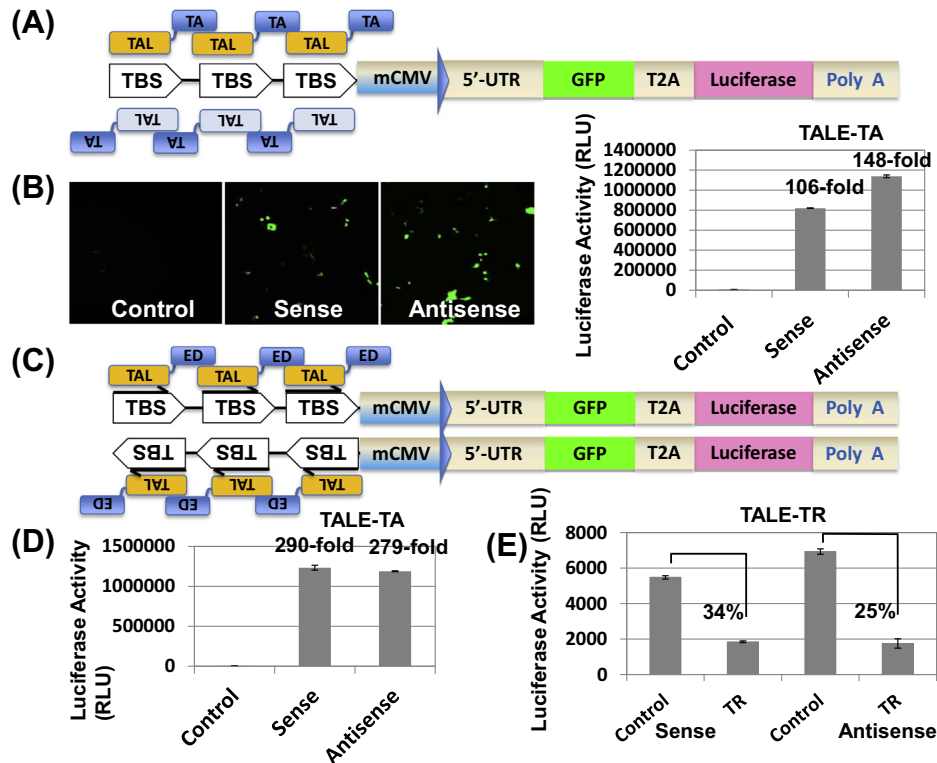 (A)
TA TA TA
TAL TAL TAL
TBS TBS TBS mCMV 5’-UTR GFP T2A Luciferase Poly A
TAL TAL TAL
TA TA TA
TALE-TA
Luciferase Activity (RLU)
1400000
1200000
1000000
800000
600000
400000
200000
0
106-fold
148-fold
Control
Sense
Antisense
(B)
Control
Sense
Antisense
(C)
ED ED ED
TAL TAL TAL
TBS TBS TBS mCMV 5’-UTR GFP T2A Luciferase Poly A
TBS TBS TBS mCMV 5’-UTR GFP T2A Luciferase Poly A
TAL TAL TAL
ED ED ED
(D)
TALE-TA
Luciferase Activity
(RLU)
1500000
1000000
500000
0
290-fold
279-fold
Control
Sense
Antisense
(E)
TALE-TR
Luciferase Activity (RLU)
8000
6000
4000
2000
0
34%
25%
Control
TR
Control
TR
Sense
Antisense